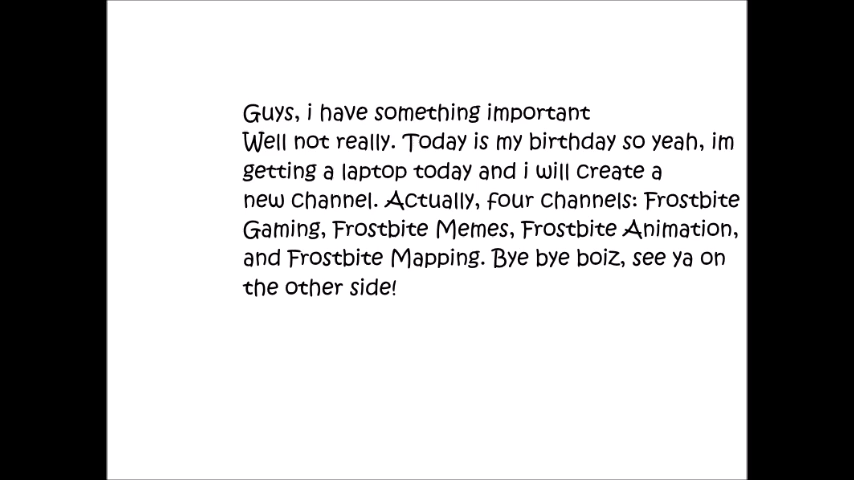 Guys, i have something important
Well not really. Today is my birthday so yeah, im
getting a laptop today and i will create a
new channel. Actually, four channels: Frostbite
Gaming, Frostbite Memes, Frostbite Animation,
and Frostbite Mapping. Bye bye boiz, see ya on
the other side!